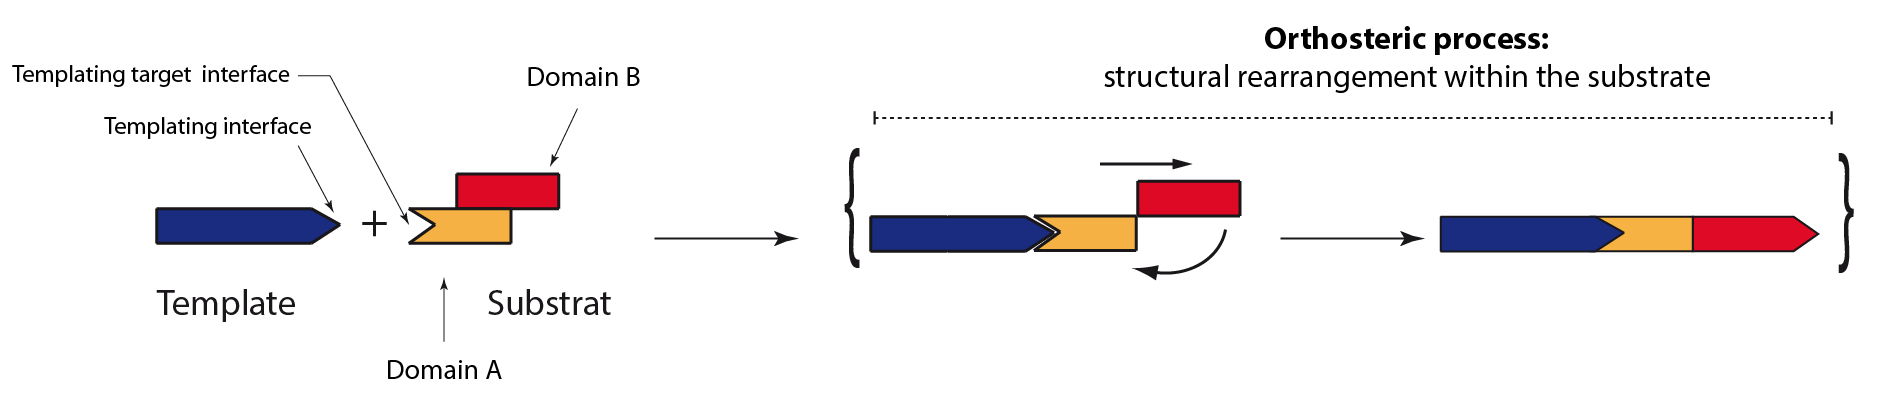 Orthosteric process:
structural rearrangement within the substrate
Templating target interface
Domain B
Templating interface
+
Template
Substrat
Domain A